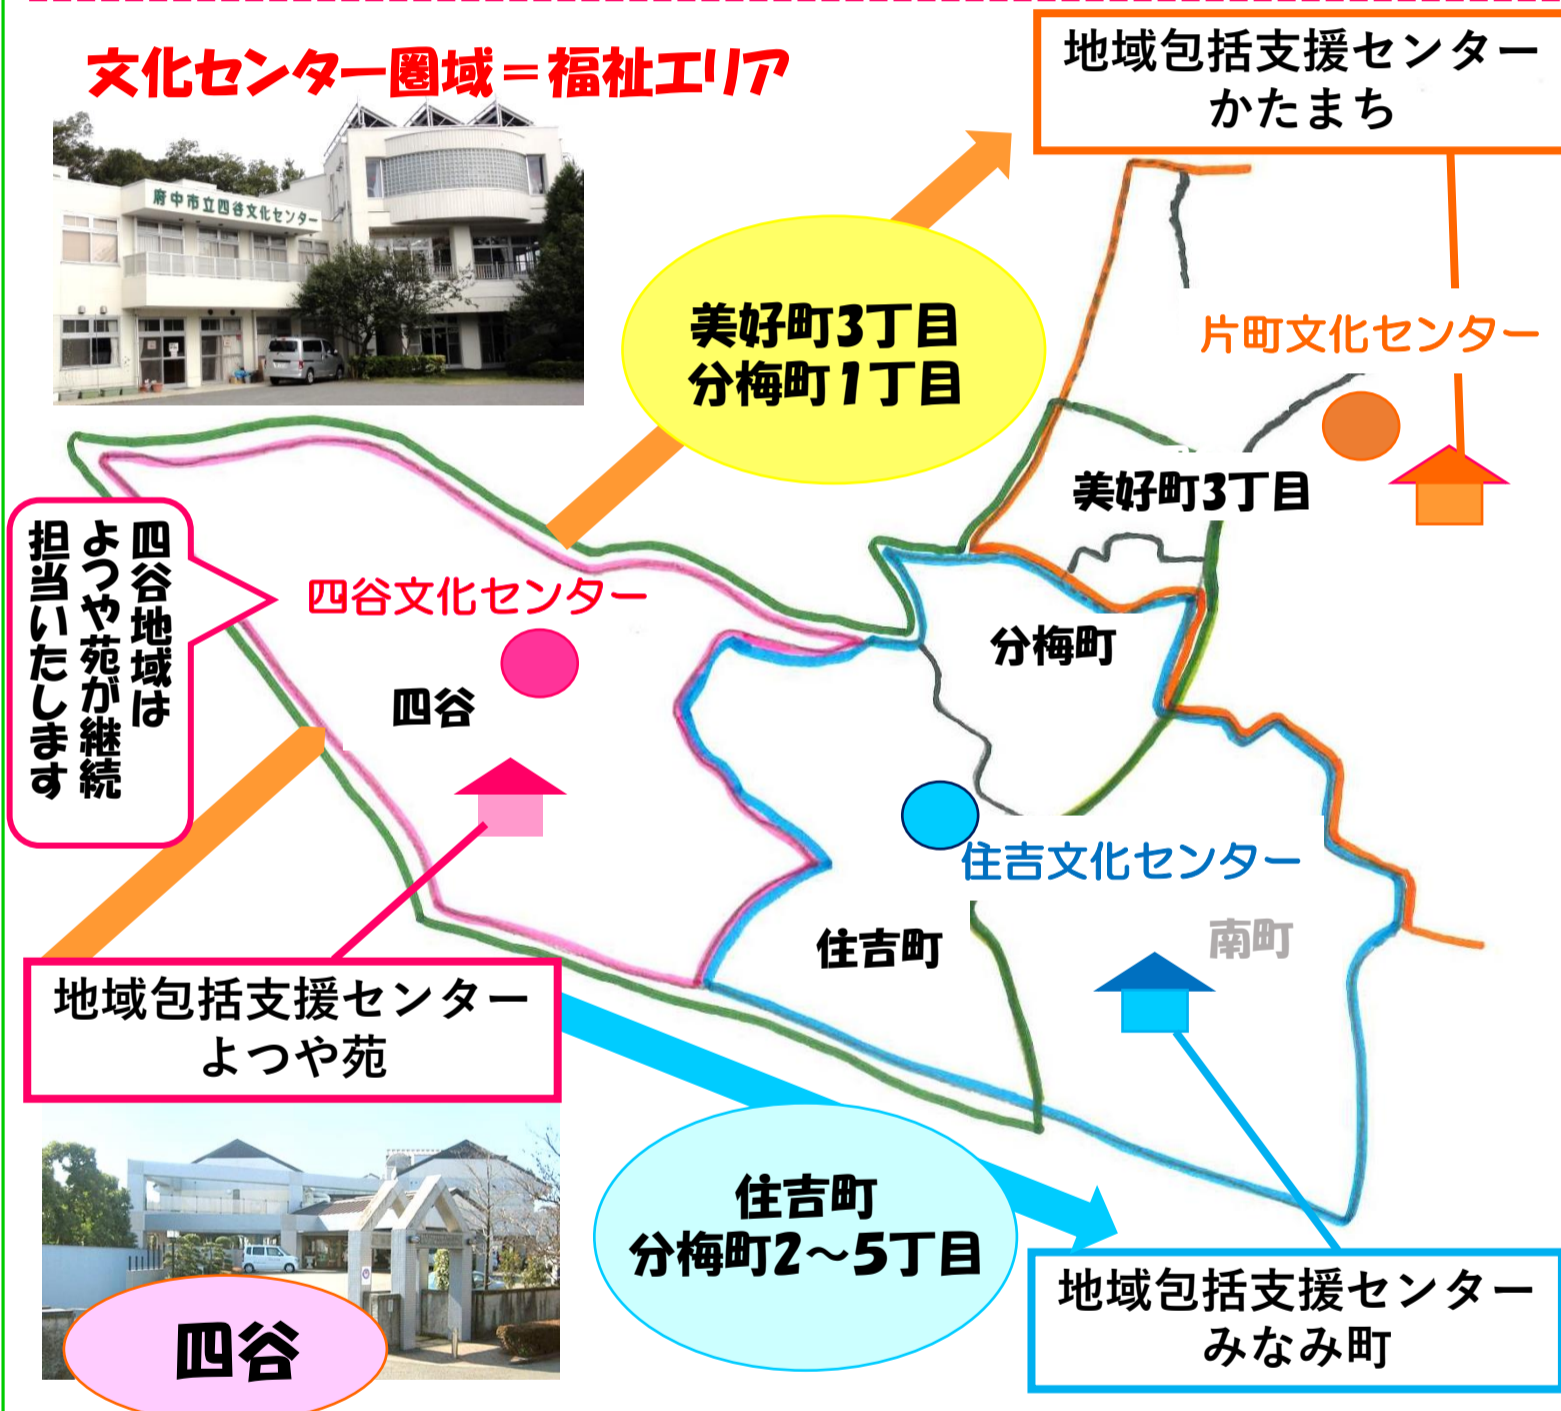 文化センター圏域＝福祉エリア
地域包括支援センター
かたまち
府中市立四谷文化センター
美好町3丁目
分梅町1丁目
片町文化センター
美好町3丁目
四谷地域は
よつや苑が継続
担当いたします
四谷文化センター
分梅町
四谷
住吉文化センター
住吉町
南町
地域包括支援センター
よつや苑
住吉町
分梅町2～5丁目
地域包括支援センター
みなみ町
四谷